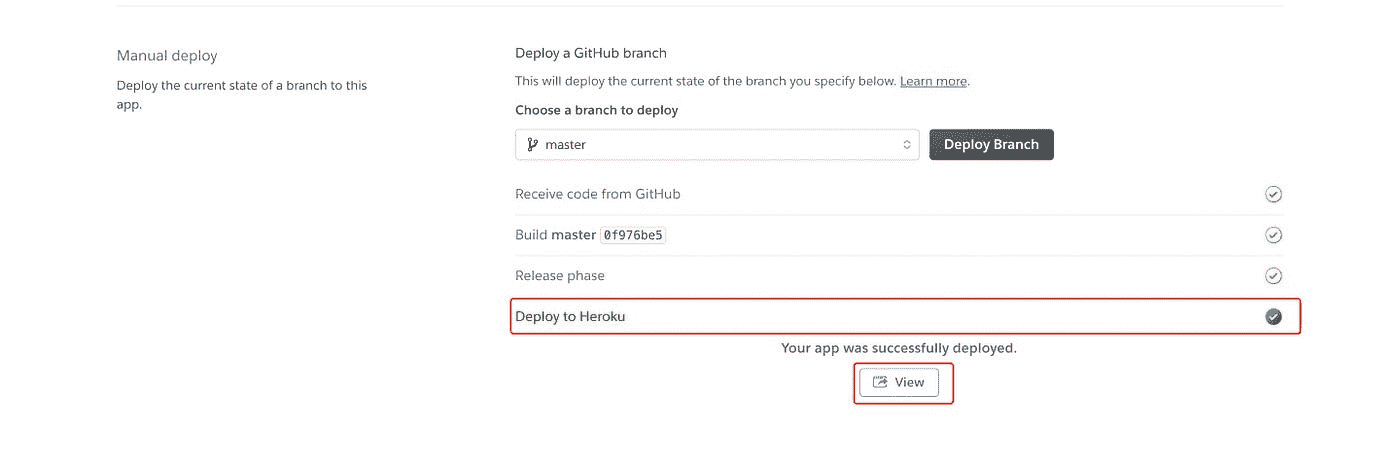 Manual deploy
Deploy the current state of a branch to this
app.
Deploy a GitHub branch
This will deploy the current state of the branch you specify below. Learn more.
Choose a branch to deploy
master
Deploy Branch
Receive code from GitHub
Build master 0f976be5
Release phase
Deploy to Heroku
Your app was successfully deployed.
View